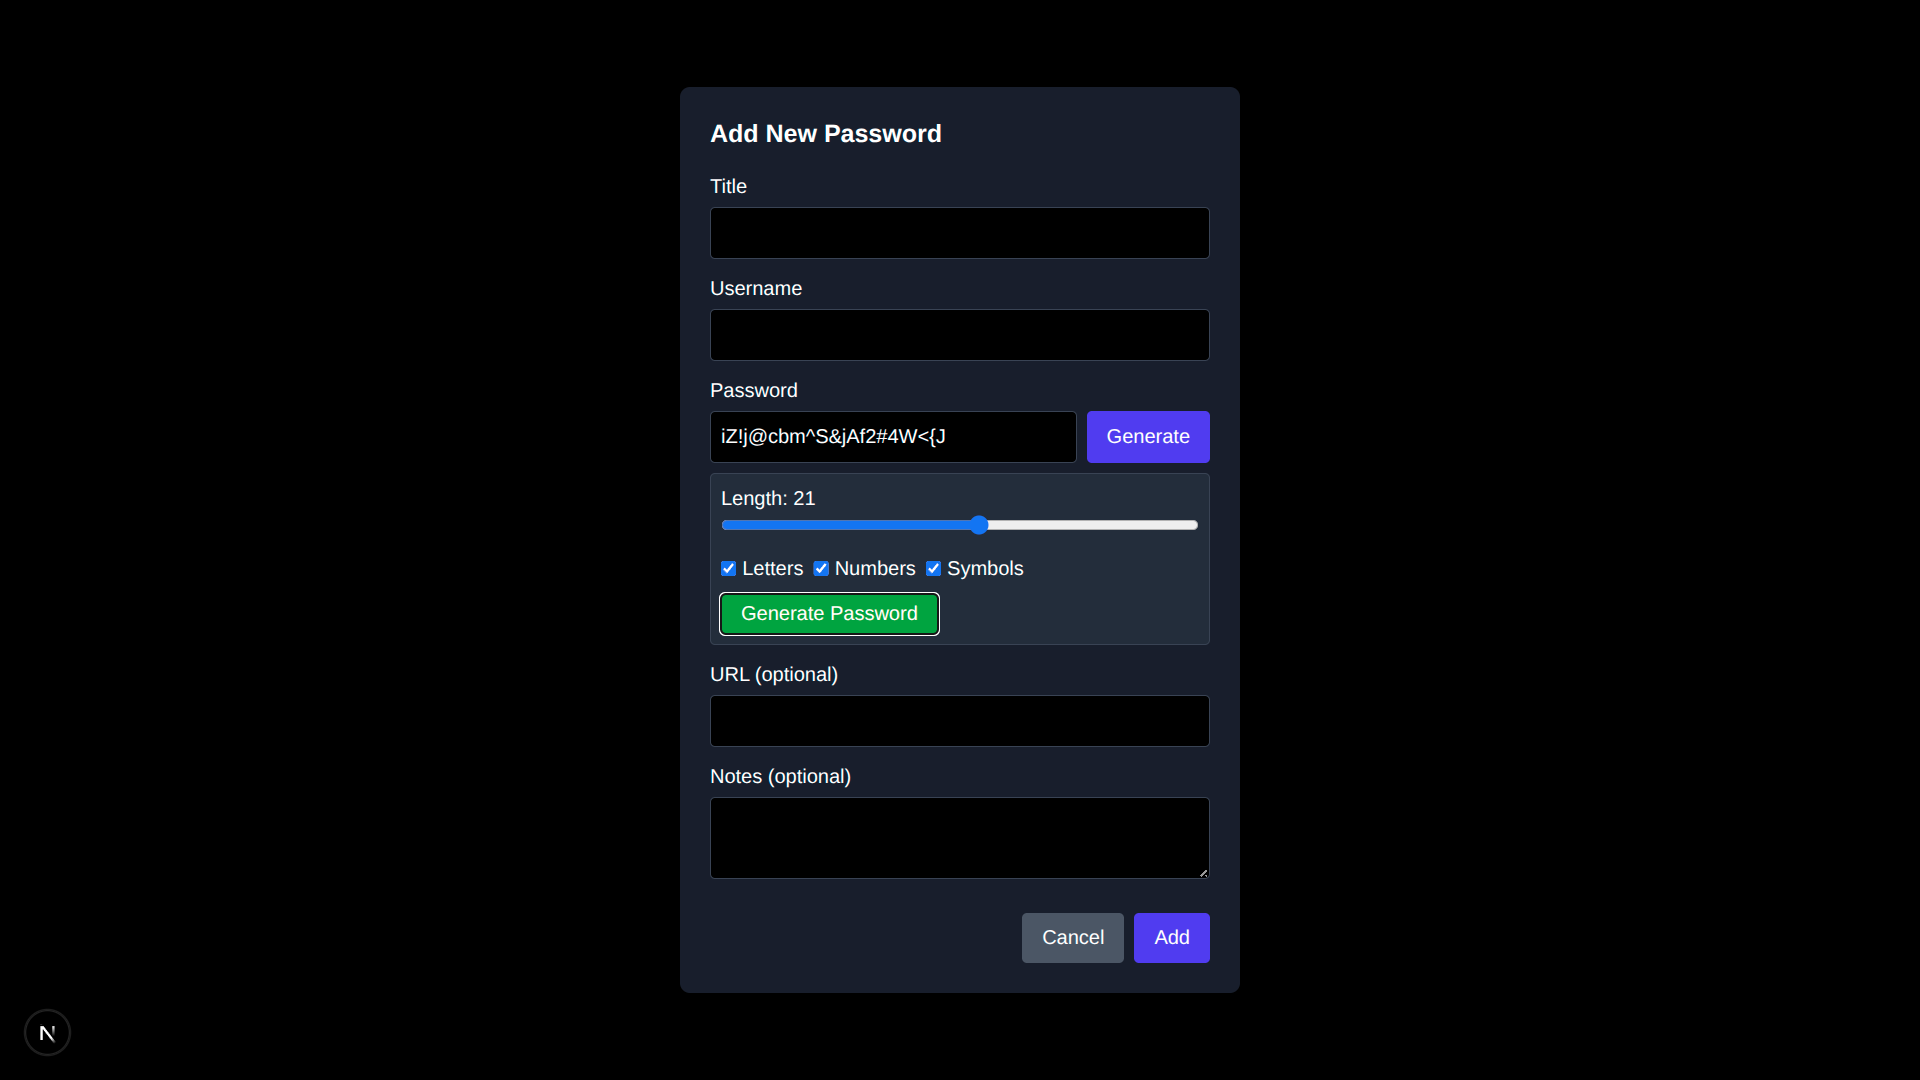 Add New Password
Title
Username
Password
iZ!j@cbm^S&jAf2#4W<{J
Generate
Length: 21
Letters Numbers Symbols
Generate Password
URL (optional)
Notes (optional)
Cancel Add
N